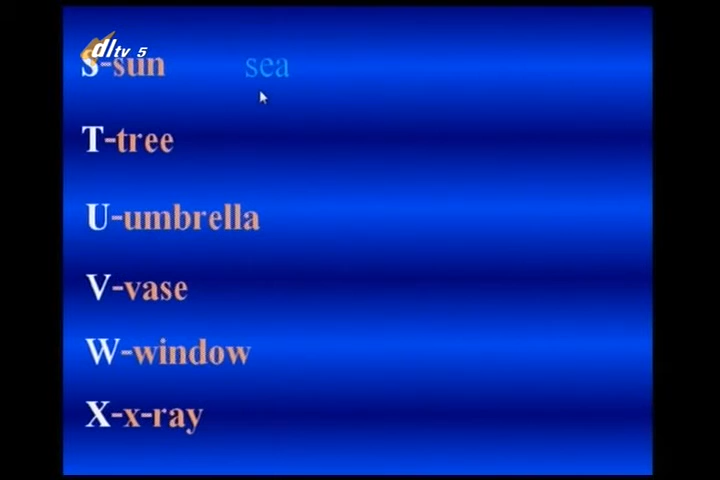 dltv 5
S-sun sea
T-tree
U-umbrella
V-vase
W-window
X-x-ray